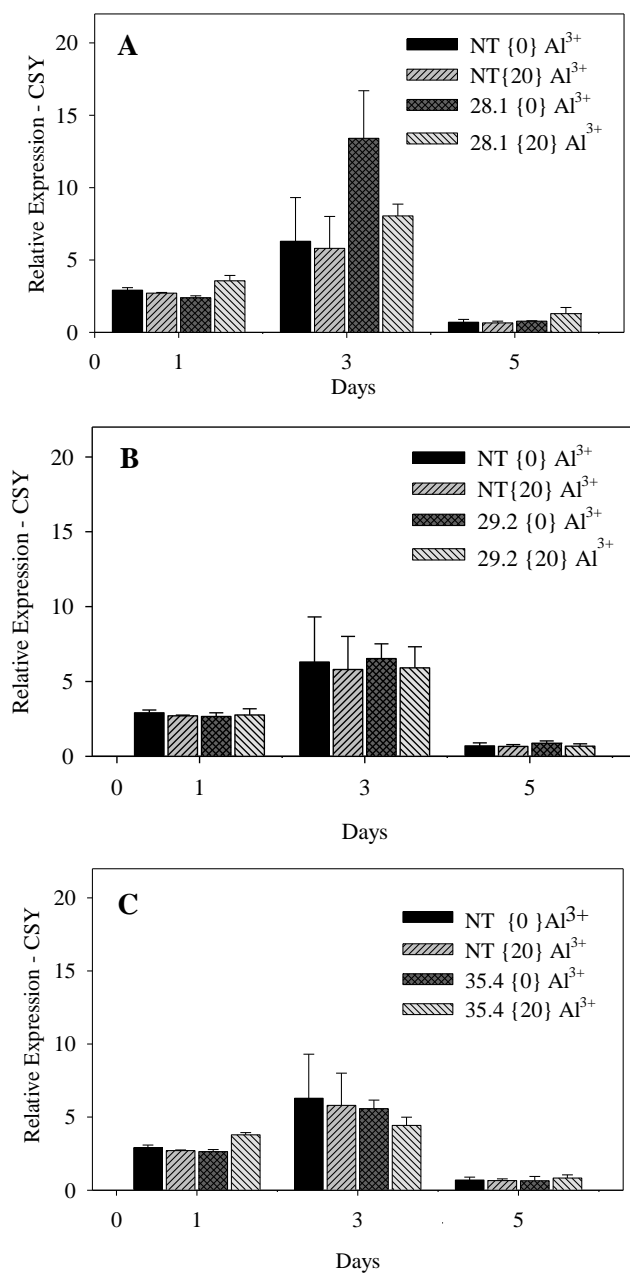 A
Relative Expression - CSY
20
15
10
5
0
NT {0} Al³⁺
NT{20} Al³⁺
28.1 {0} Al³⁺
28.1 {20} Al³⁺
0 1 3 5
Days
B
Relative Expression - CSY
20
15
10
5
0
NT {0} Al³⁺
NT{20} Al³⁺
29.2 {0} Al³⁺
29.2 {20} Al³⁺
0 1 3 5
Days
C
Relative Expression - CSY
20
15
10
5
0
NT {0 }Al³⁺
NT {20} Al³⁺
35.4 {0} Al³⁺
35.4 {20} Al³⁺
0 1 3 5
Days